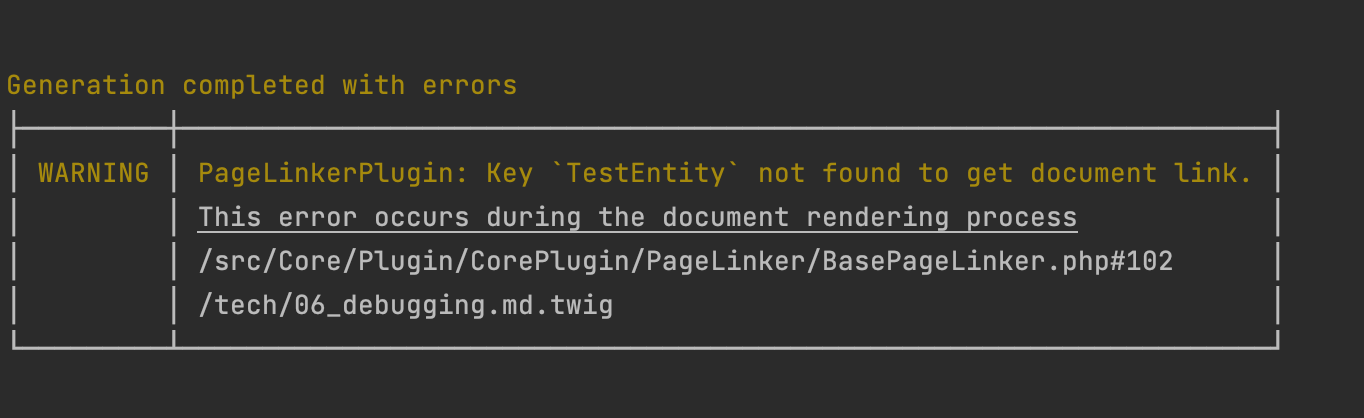 Generation completed with errors
WARNING PageLinkerPlugin: Key `TestEntity` not found to get document link.
This error occurs during the document rendering process
/src/Core/Plugin/CorePlugin/PageLinker/BasePageLinker.php#102
/tech/06_debugging.md.twig